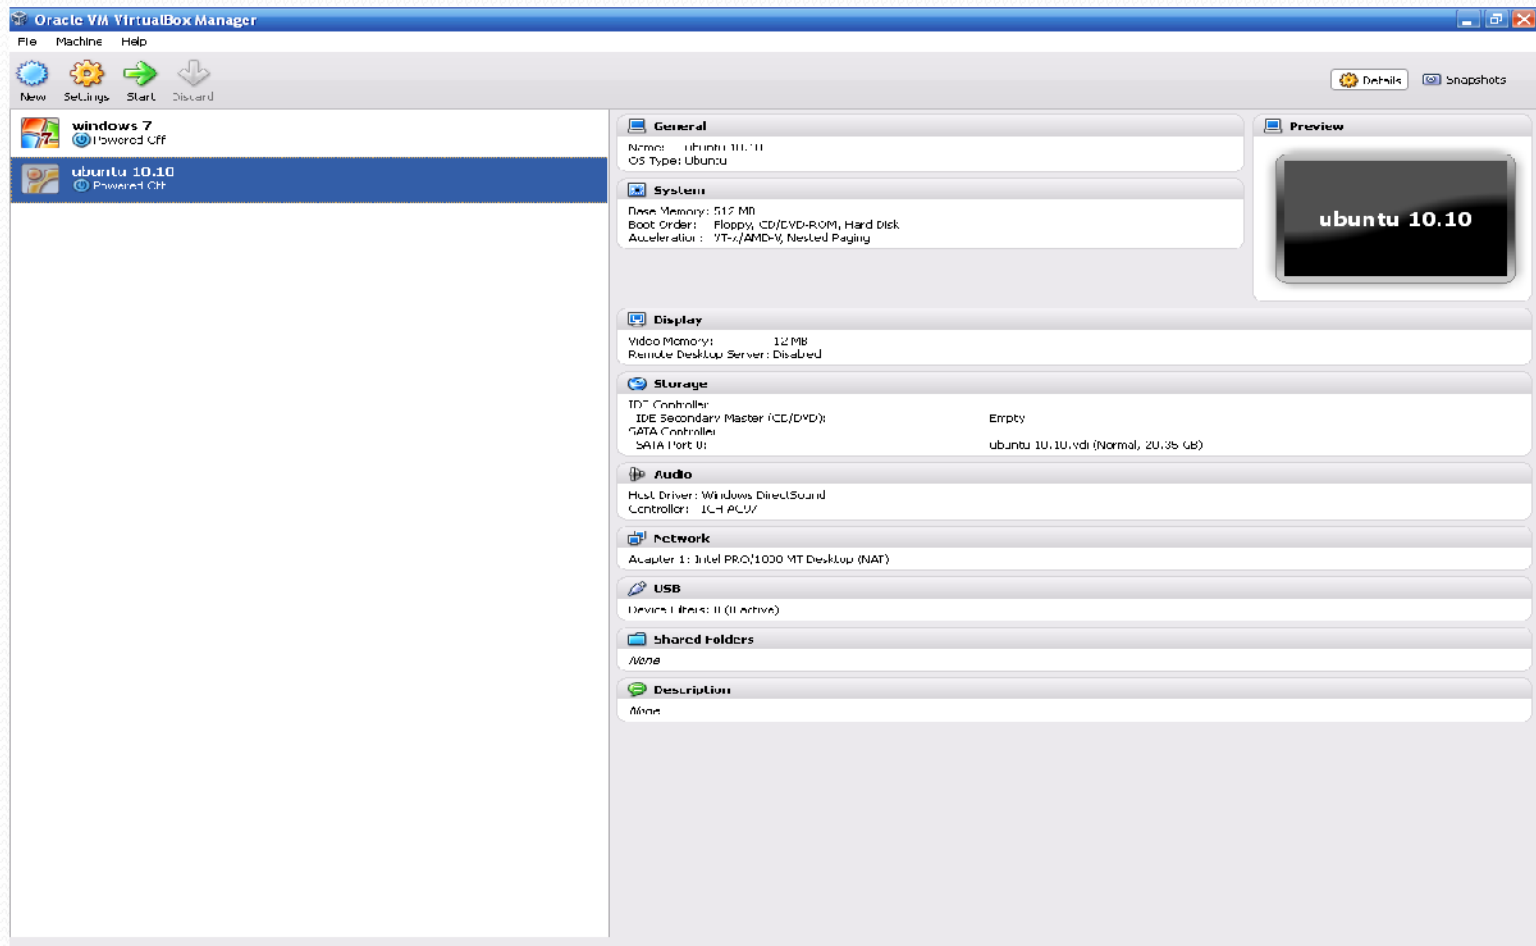 Oracle VM VirtualBox Manager
File Machine Help
New Settings Start Discard
Details Snapshots
windows 7
Powered Off
ubuntu 10.10
Powered Off
General
Name: ubuntu 10.10
OS Type: Ubuntu
System
Base Memory: 512 MB
Boot Order: Floppy, CD/DVD-ROM, Hard Disk
Acceleration: VT-x/AMD-V, Nested Paging
Preview
ubuntu 10.10
Display
Video Memory: 12 MB
Remote Desktop Server: Disabled
Storage
IDE Controller
IDE Secondary Master (CD/DVD): Empty
SATA Controller
SATA Port 0: ubuntu 10.10.vdi (Normal, 20.35 GB)
Audio
Host Driver: Windows DirectSound
Controller: ICH AC97
Network
Adapter 1: Intel PRO/1000 MT Desktop (NAT)
USB
Device Filters: 0 (0 active)
Shared Folders
None
Description
None